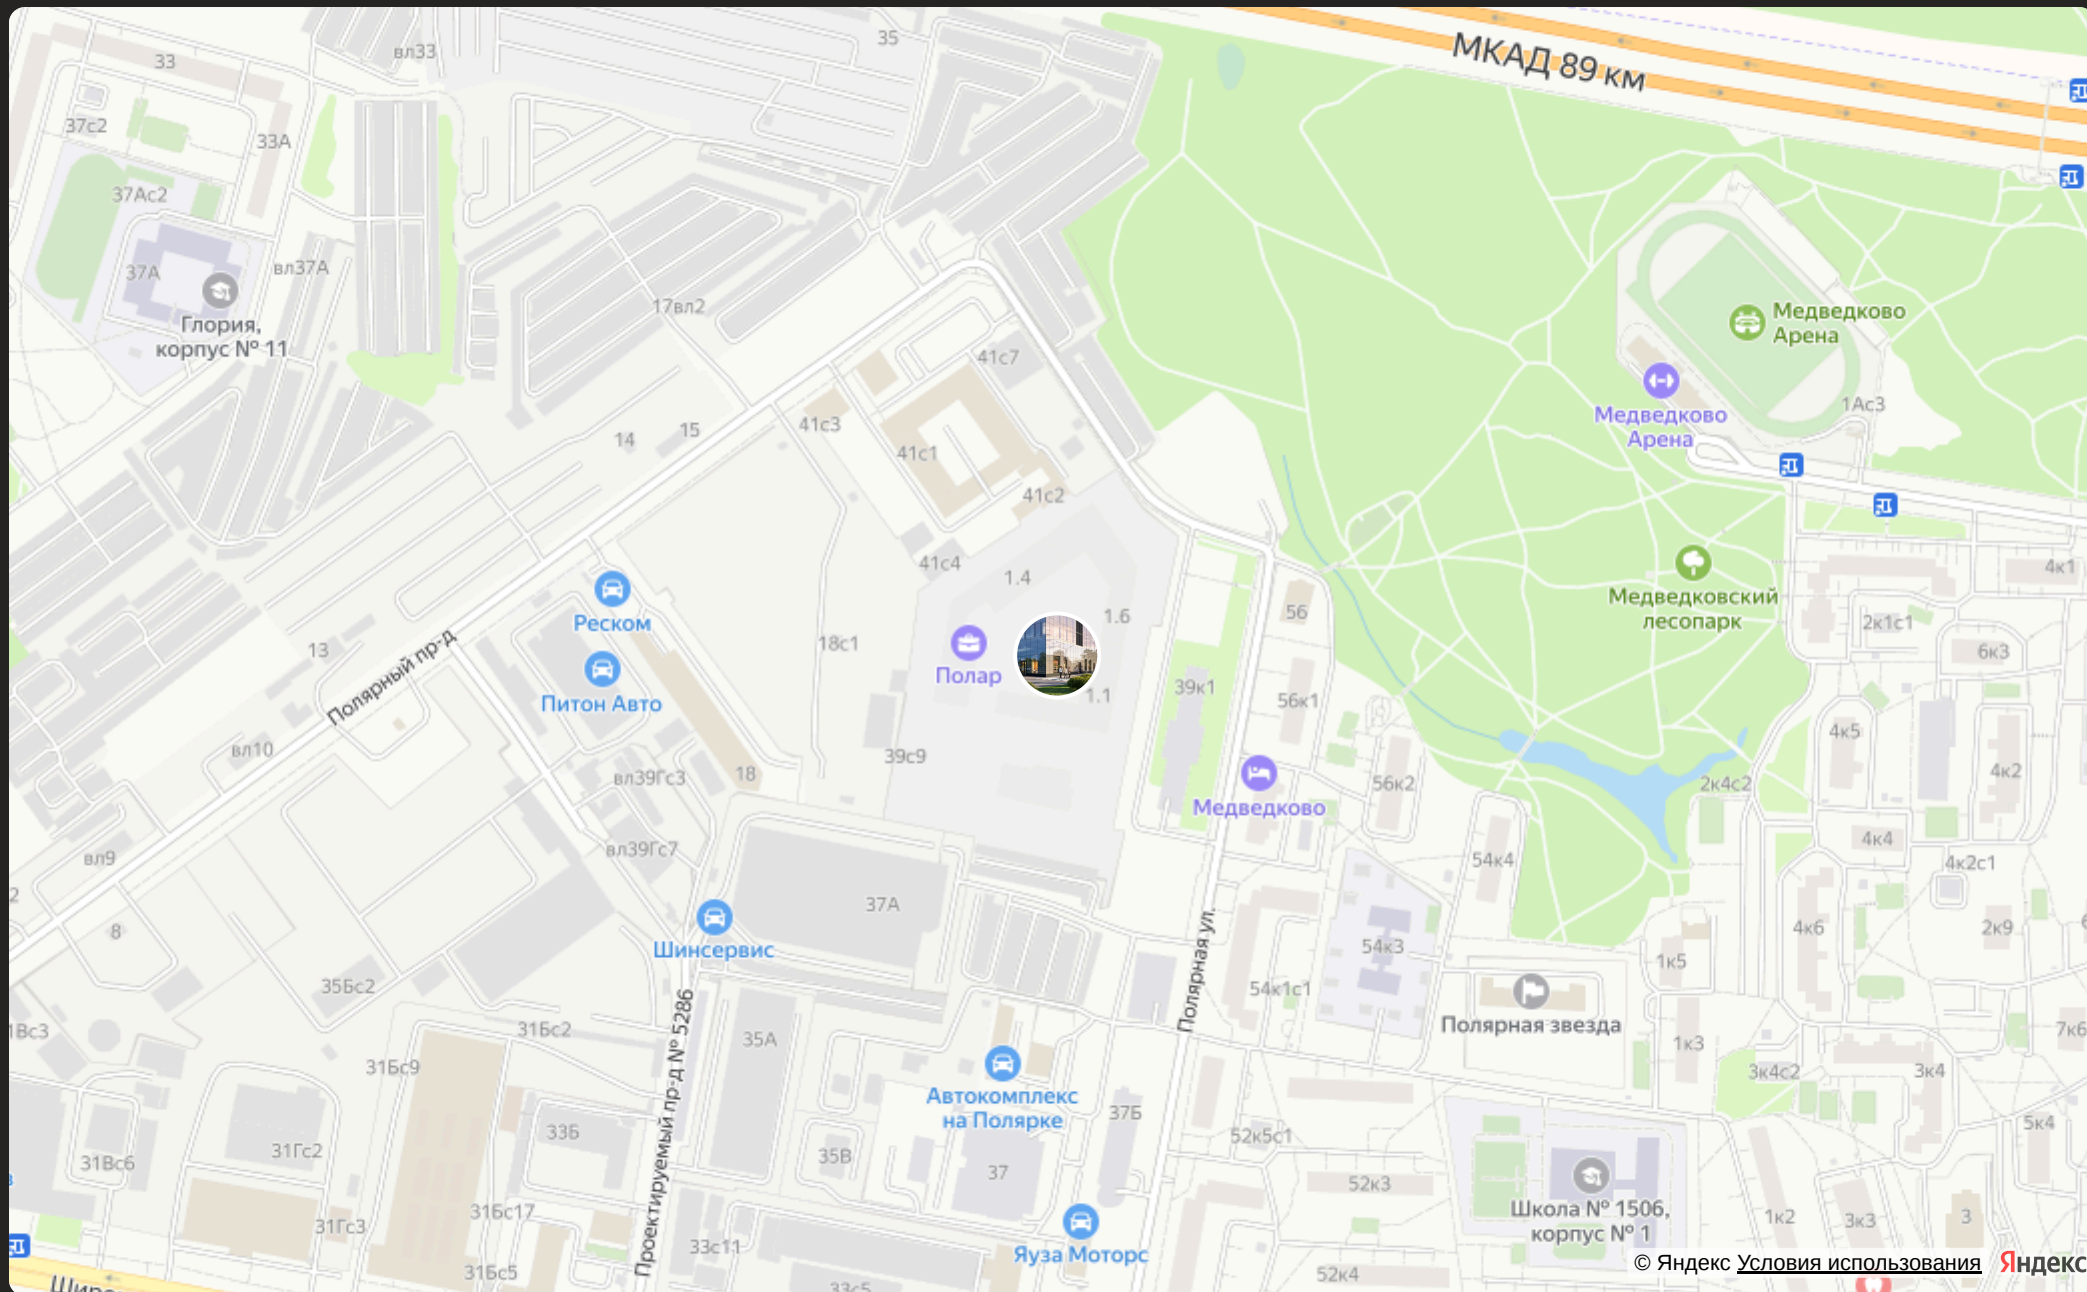 МКАД 89 км
33
вл33
35
37с2
33А
37Ас2
37А
вл37А
Глория,
корпус № 11
17вл2
41с7
41с3
41с1
41с2
41с4
14
15
Медведково
Арена
Медведково
Арена
1Ас3
Медведковский
лесопарк
4к1
2к1с1
6к3
Реском
Питон Авто
13
Полярный пр-д
вл10
18с1
1.4
1.6
Полар
1.1
39к1
56
56к1
56к2
39с9
18
вл39Гс3
вл39Гс7
Медведково
4к5
4к2
2к4с2
4к4
4к2с1
54к4
вл9
2
8
37А
Шинсервис
35Бс2
Полярная ул.
54к3
54к1с1
4к6
2к9
1к5
Полярная звезда
1к3
3к4с2
3к4
7к6
5к4
1Вс3
31Бс2
31Бс9
35А
Проектируемый пр-д № 5286
Автокомплекс
на Полярке
37Б
33Б
31Гс2
31Вс6
35В
37
52к5с1
52к3
Школа № 1506,
корпус № 1
1к2
3к3
3
31Гс3
31Бс17
31Бс5
33с11
33с5
Яуза Моторс
52к4
© Яндекс Условия использования
Яндекс